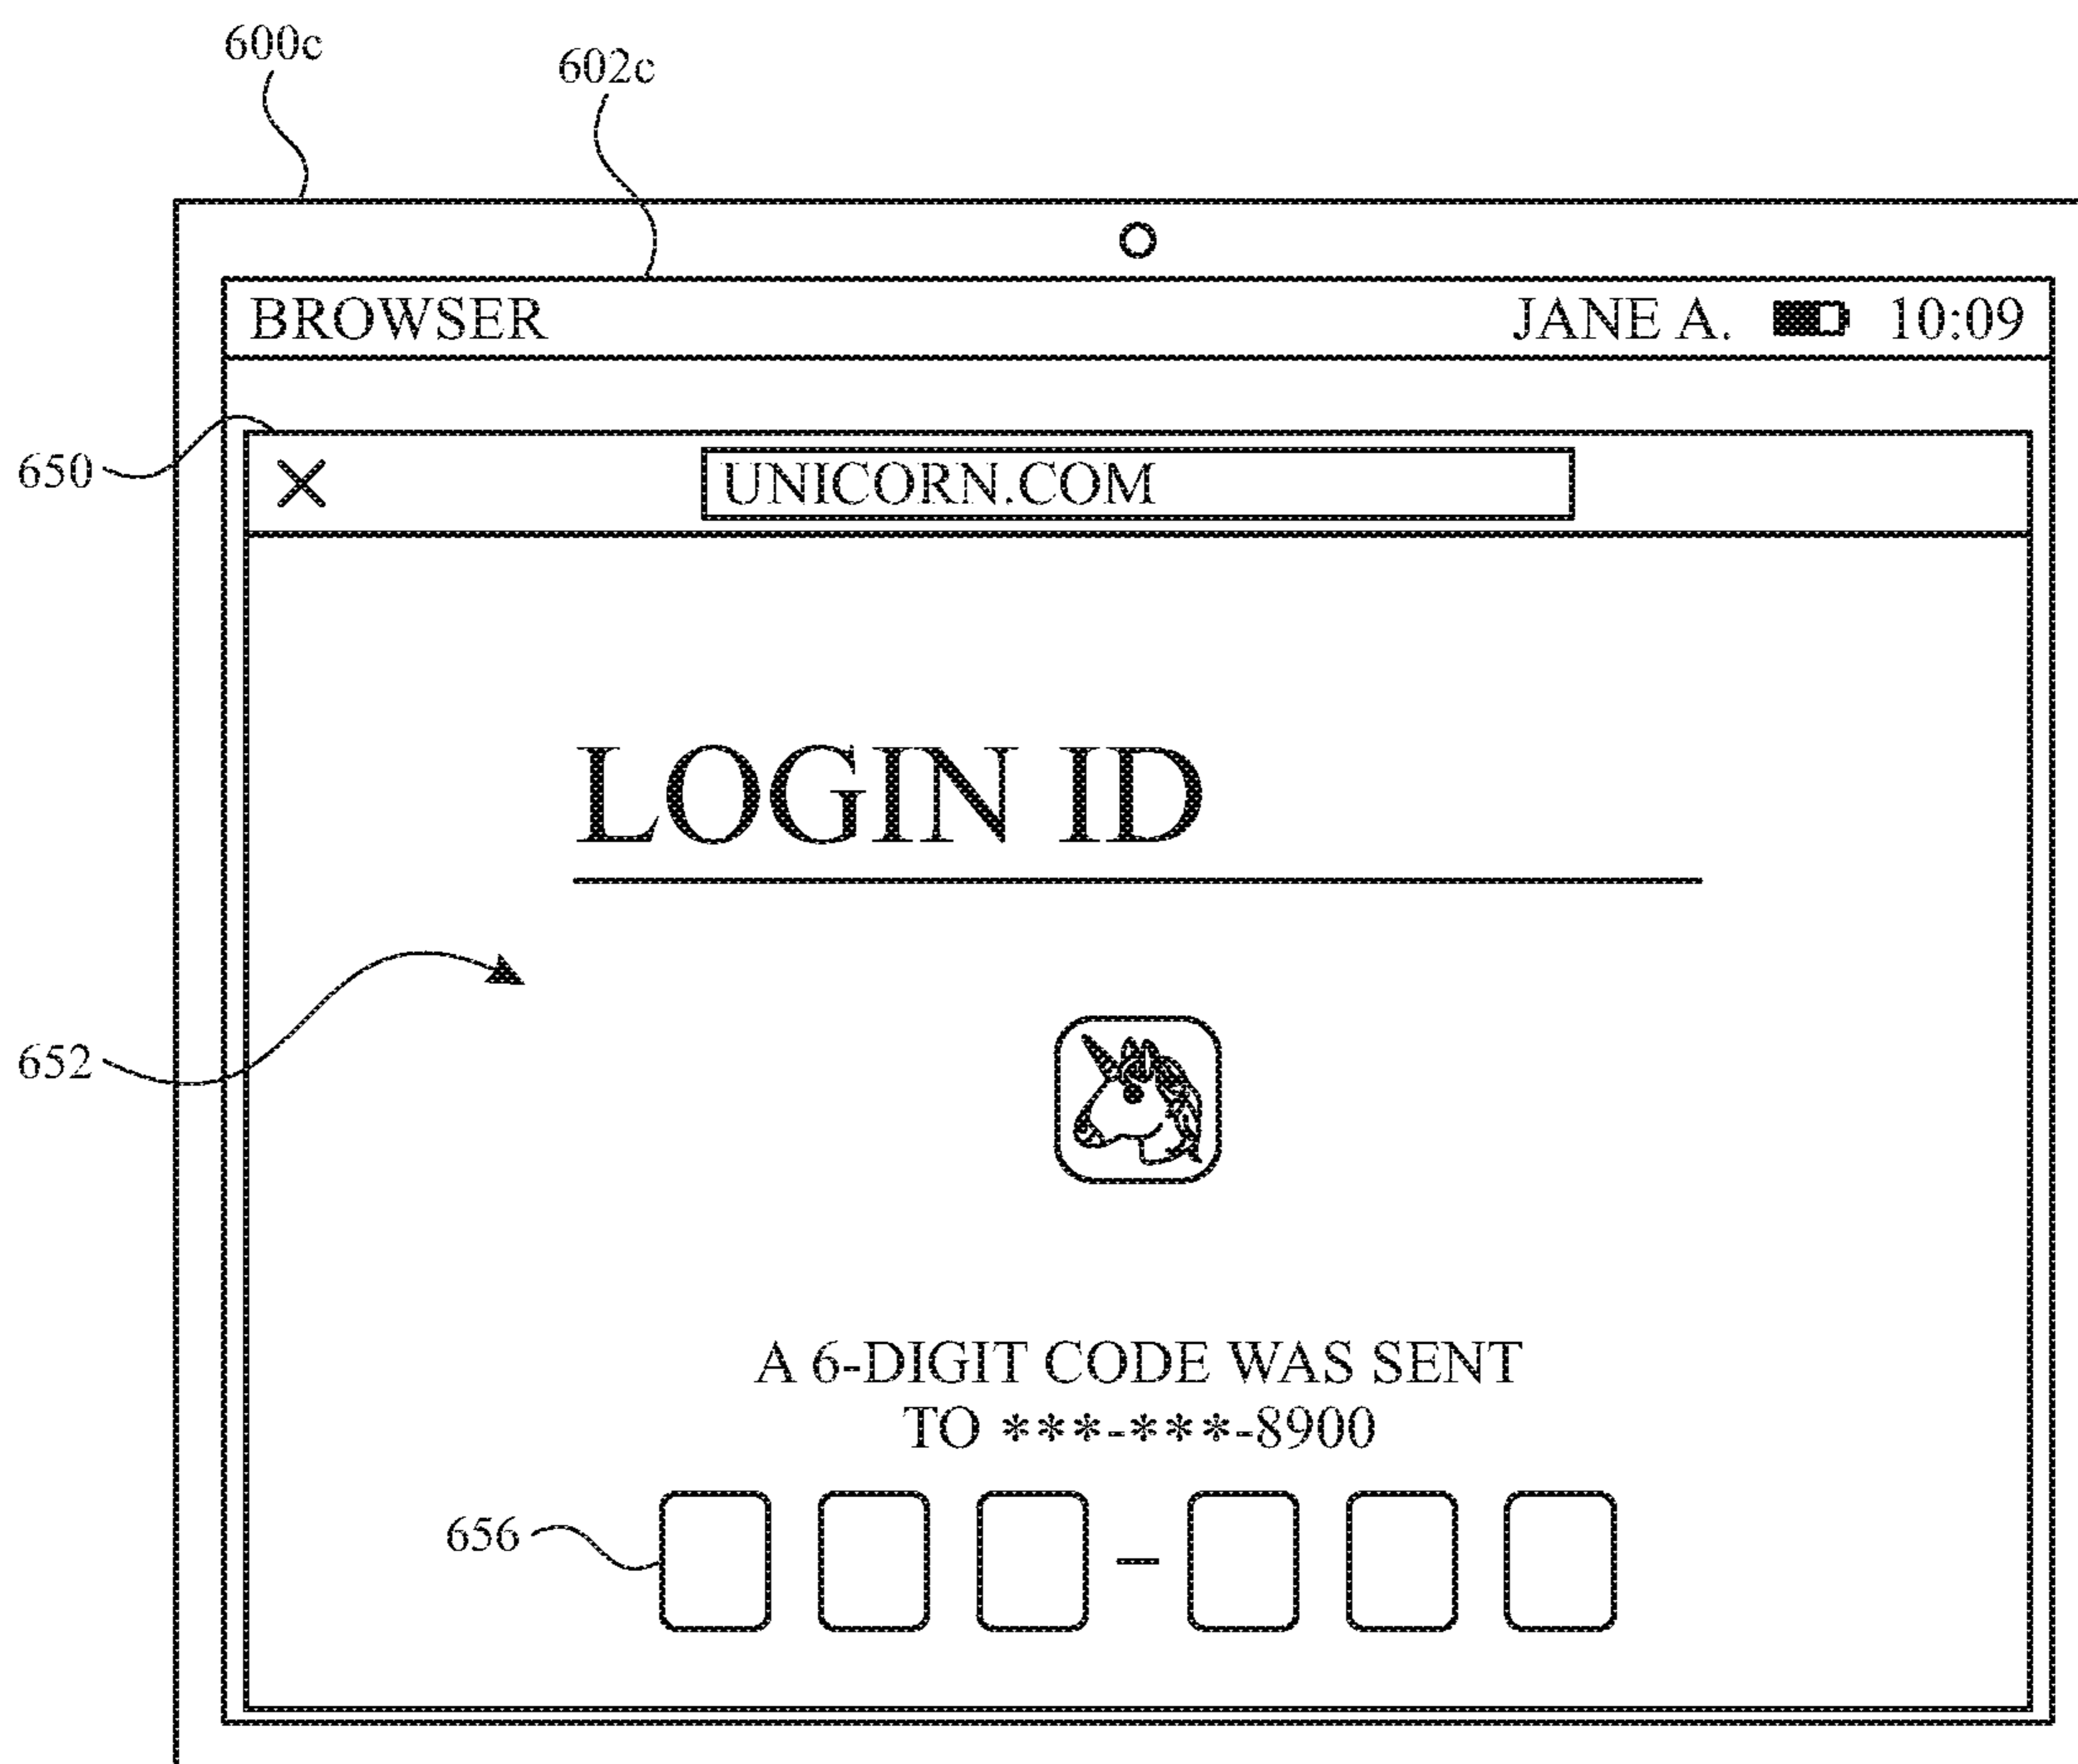 600c
602c
BROWSER JANE A. 10:09
650
UNICORN.COM
LOGIN ID
652
A 6-DIGIT CODE WAS SENT
TO ***-***-8900
656
–